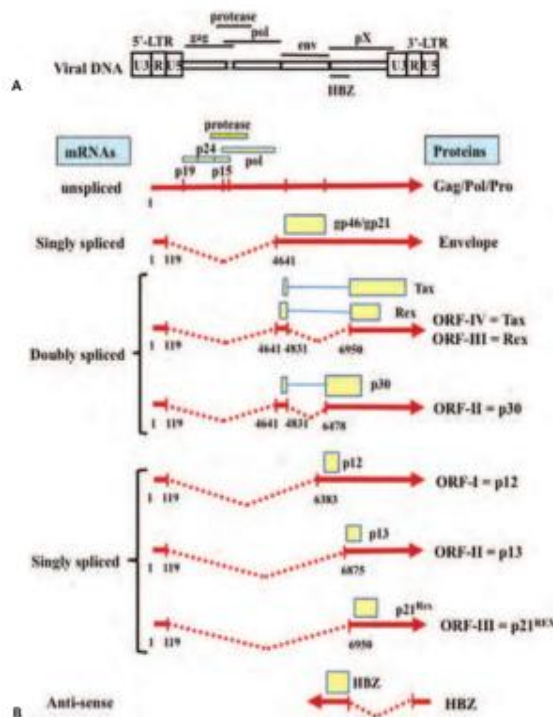 protease
gag pol
env pX
5'-LTR 3'-LTR
Viral DNA U3 R U5 U3 R U5
HBZ
A
protease
mRNAs p24 pol Proteins
p19 p15
unspliced Gag/Pol/Pro
1
gp46/gp21
Singly spliced Envelope
1 119 4641
Tax
Rex
ORF-IV = Tax
ORF-III = Rex
1 119 4641 4831 6950
Doubly spliced
p30
ORF-II = p30
1 119 4641 4831 6478
p12
ORF-I = p12
1 119 6383
p13
Singly spliced ORF-II = p13
1 119 6875
p21Rex
ORF-III = p21REX
1 119 6950
HBZ
B Anti-sense HBZ